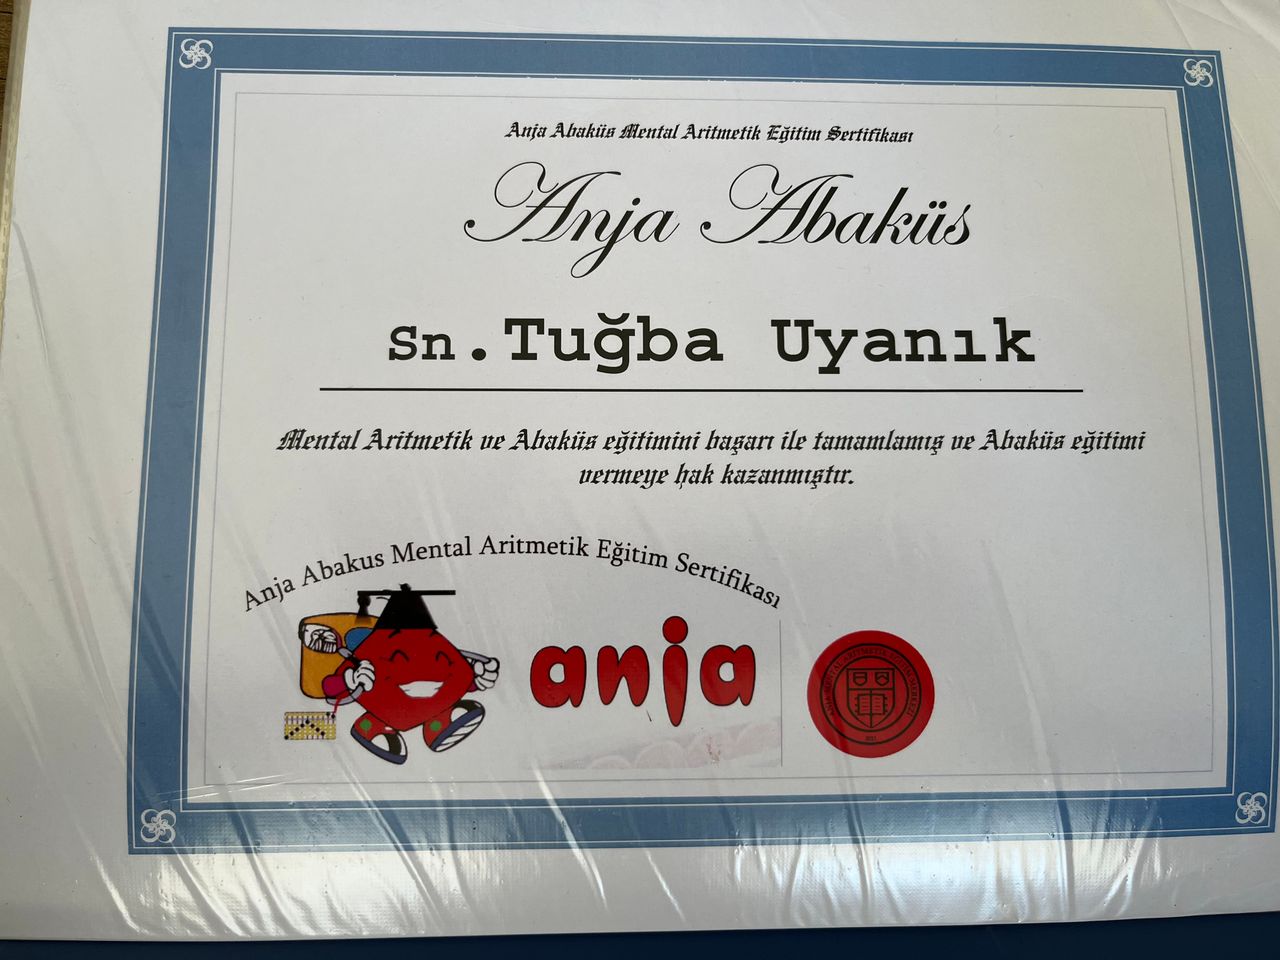 Anja Abaküs Mental Aritmetik Eğitim Sertifikası
Anja Abaküs
Sn.Tuğba Uyanık
Mental Aritmetik ve Abaküs eğitimini başarı ile tamamlamış ve Abaküs eğitimi
vermeye hak kazanmıştır.
Anja Abakus Mental Aritmetik Eğitim Sertifikası
anja